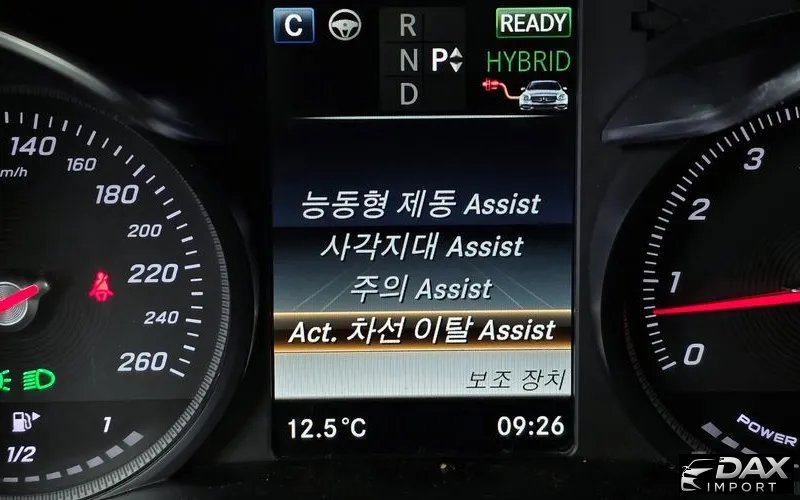 C R READY
N P HYBRID
D
140
160
m/h
180
200
220
240
260
1/2 1
능동형 제동 Assist
사각지대 Assist
주의 Assist
Act. 차선 이탈 Assist
보조 장치
12.5°C 09:26
3
2
1
0
POWER
DAX
IMPORT